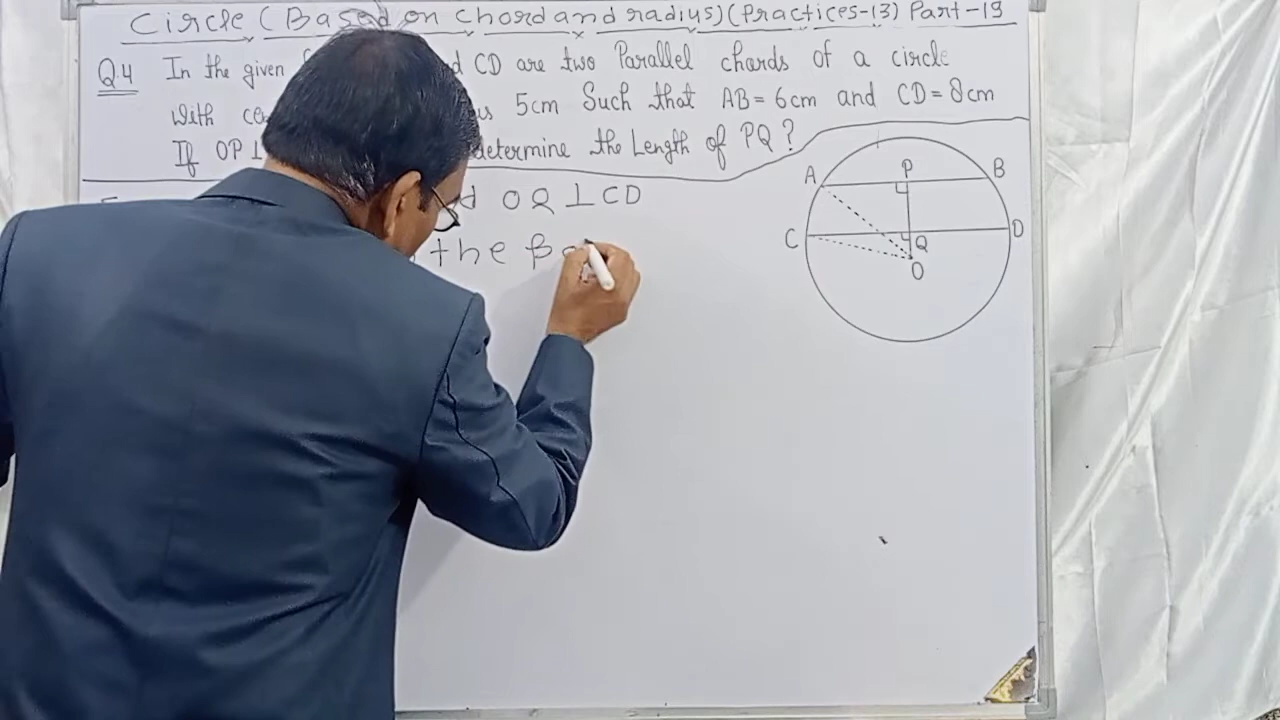 Circle (Based on chord and radius) (Practices-13) Part-19
Q.4 In the given CD are two Parallel chords of a circle
With 5cm Such that AB = 6cm and CD = 8cm
If OP ⊥ determine the Length of PQ?
OQ ⊥ CD
the
A P B
C Q D
O